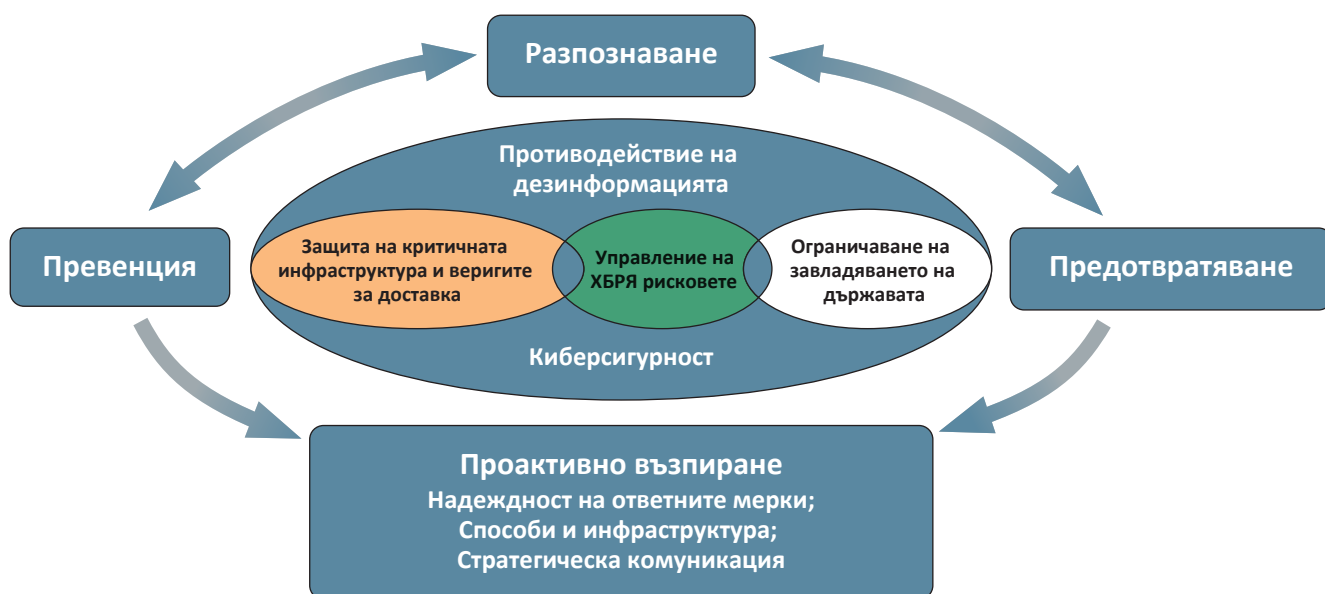 Разпознаване
Противодействие на
дезинформацията
Превенция
Защита на критичната
инфраструктура и веригите
за доставка
Управление на
ХБРЯ рисковете
Ограничаване на
завладяването на
държавата
Предотвратяване
Киберсигурност
Проактивно възпиране
Надеждност на ответните мерки;
Способи и инфраструктура;
Стратегическа комуникация